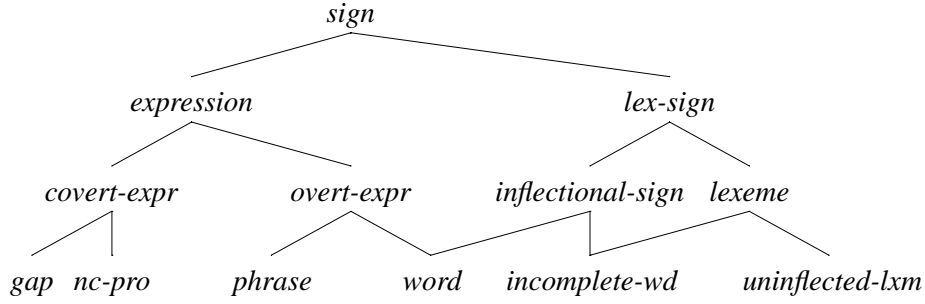 sign
expression lex-sign
covert-expr overt-expr inflectional-sign lexeme
gap nc-pro phrase word incomplete-wd uninflected-lxm